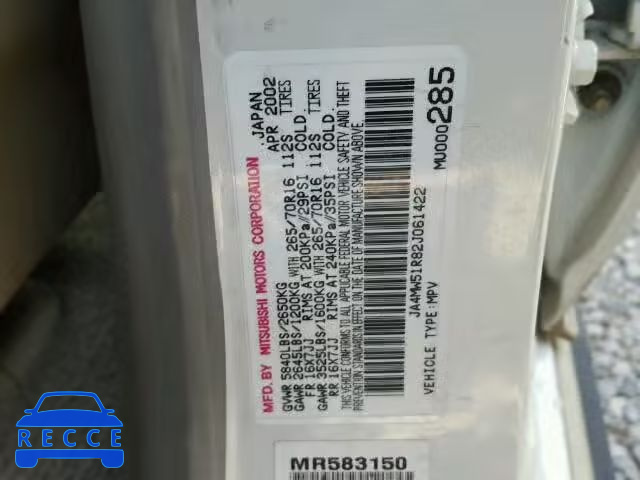 MFD. BY MITSUBISHI MOTORS CORPORATION JAPAN
GVWR 5840LBS/2650KG APR 2002
GAWR 2645LBS/1200KG WITH 265/70R16 112S TIRES
FR 16X7JJ RIMS AT 200KPa/29PSI COLD.
GAWR 3525LBS/1600KG WITH 265/70R16 112S TIRES
RR 16X7JJ RIMS AT 240KPa/35PSI COLD.
THIS VEHICLE CONFORMS TO ALL APPLICABLE FEDERAL MOTOR VEHICLE SAFETY AND THEFT
PREVENTION STANDARDS IN EFFECT ON THE DATE OF MANUFACTURE SHOWN ABOVE.
JA4MW51R82J061422
VEHICLE TYPE:MPV MU000285
MR583150
RECCE